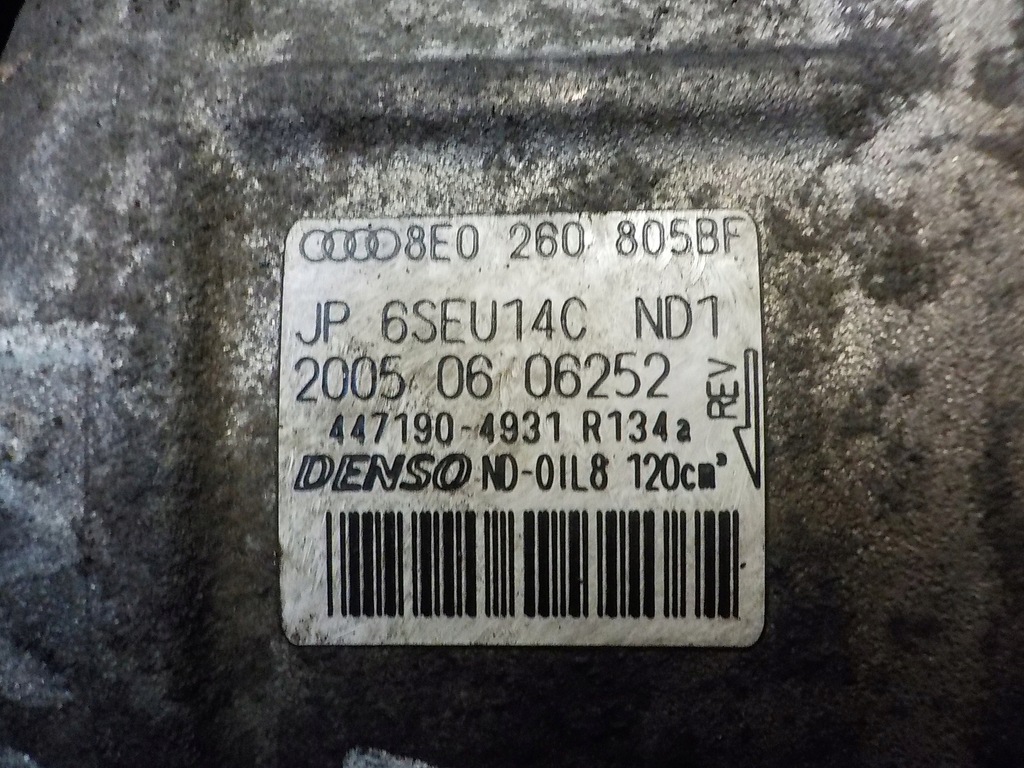 8E0 260 805BF
JP 6SEU14C ND1
2005 06 06252
REV
447190-4931 R134a
DENSO ND-OIL8 120cm³